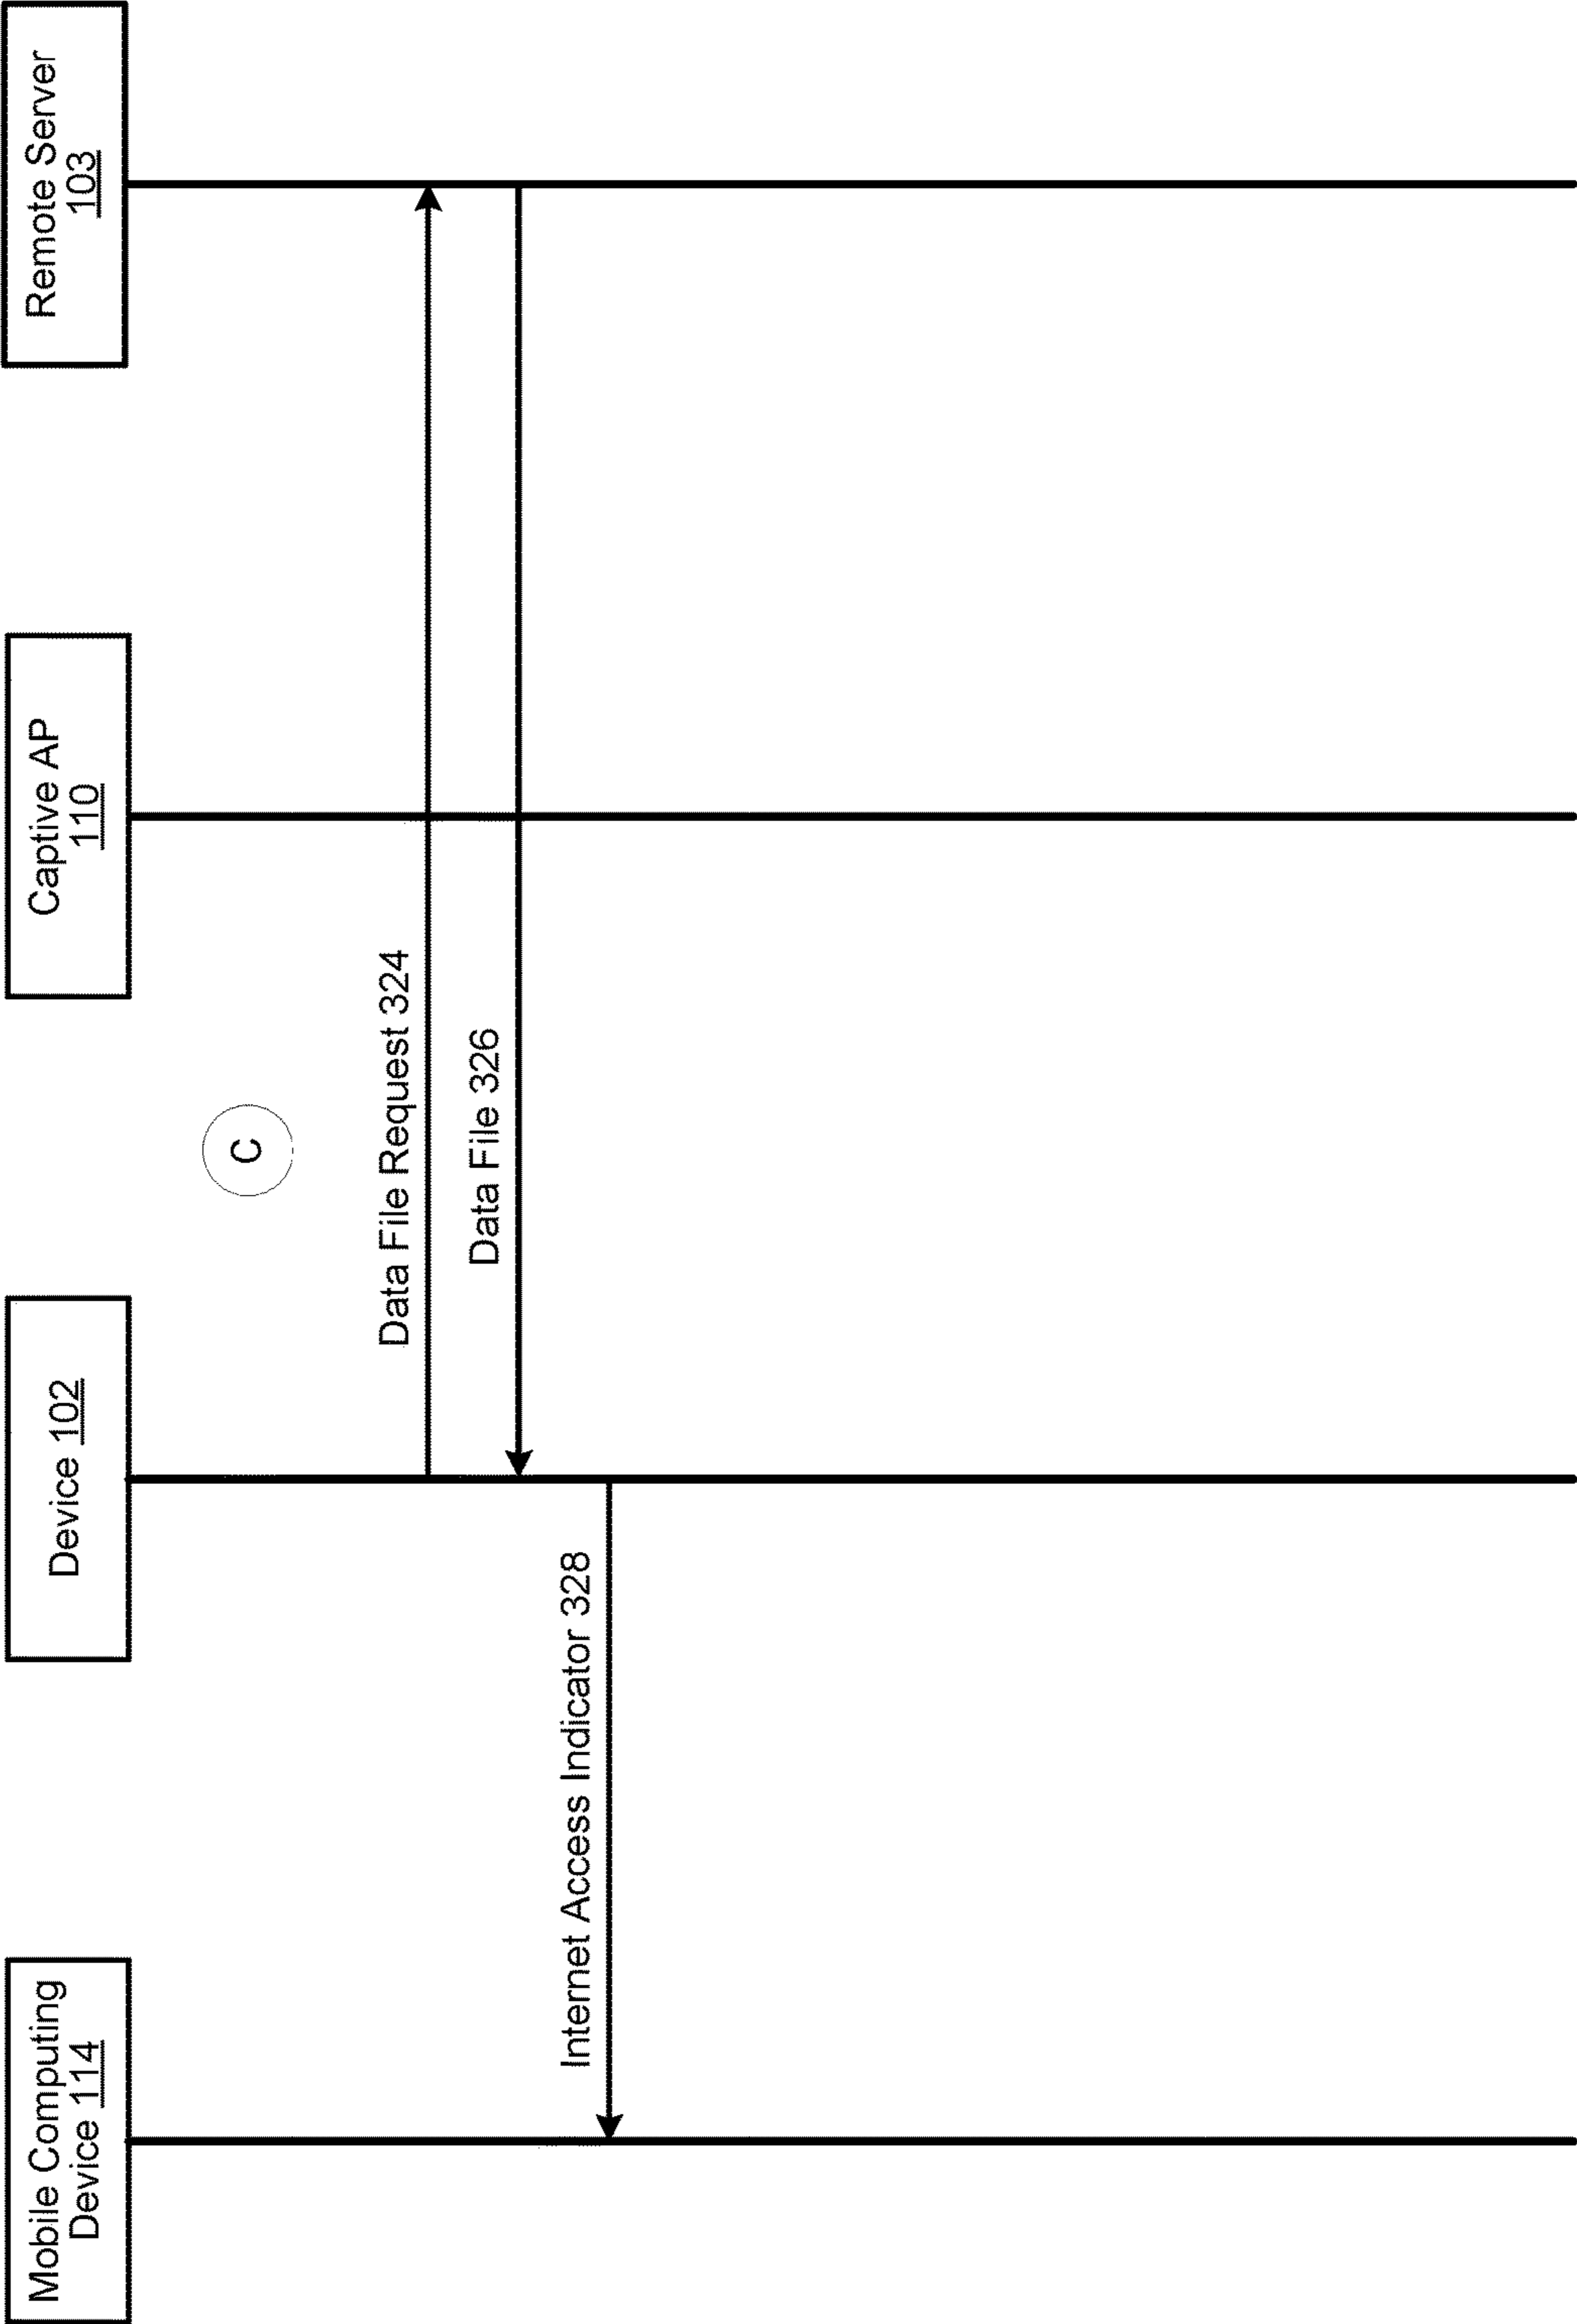 Mobile Computing
Device 114
Device 102
Captive AP
110
Remote Server
103
C
Data File Request 324
Data File 326
Internet Access Indicator 328